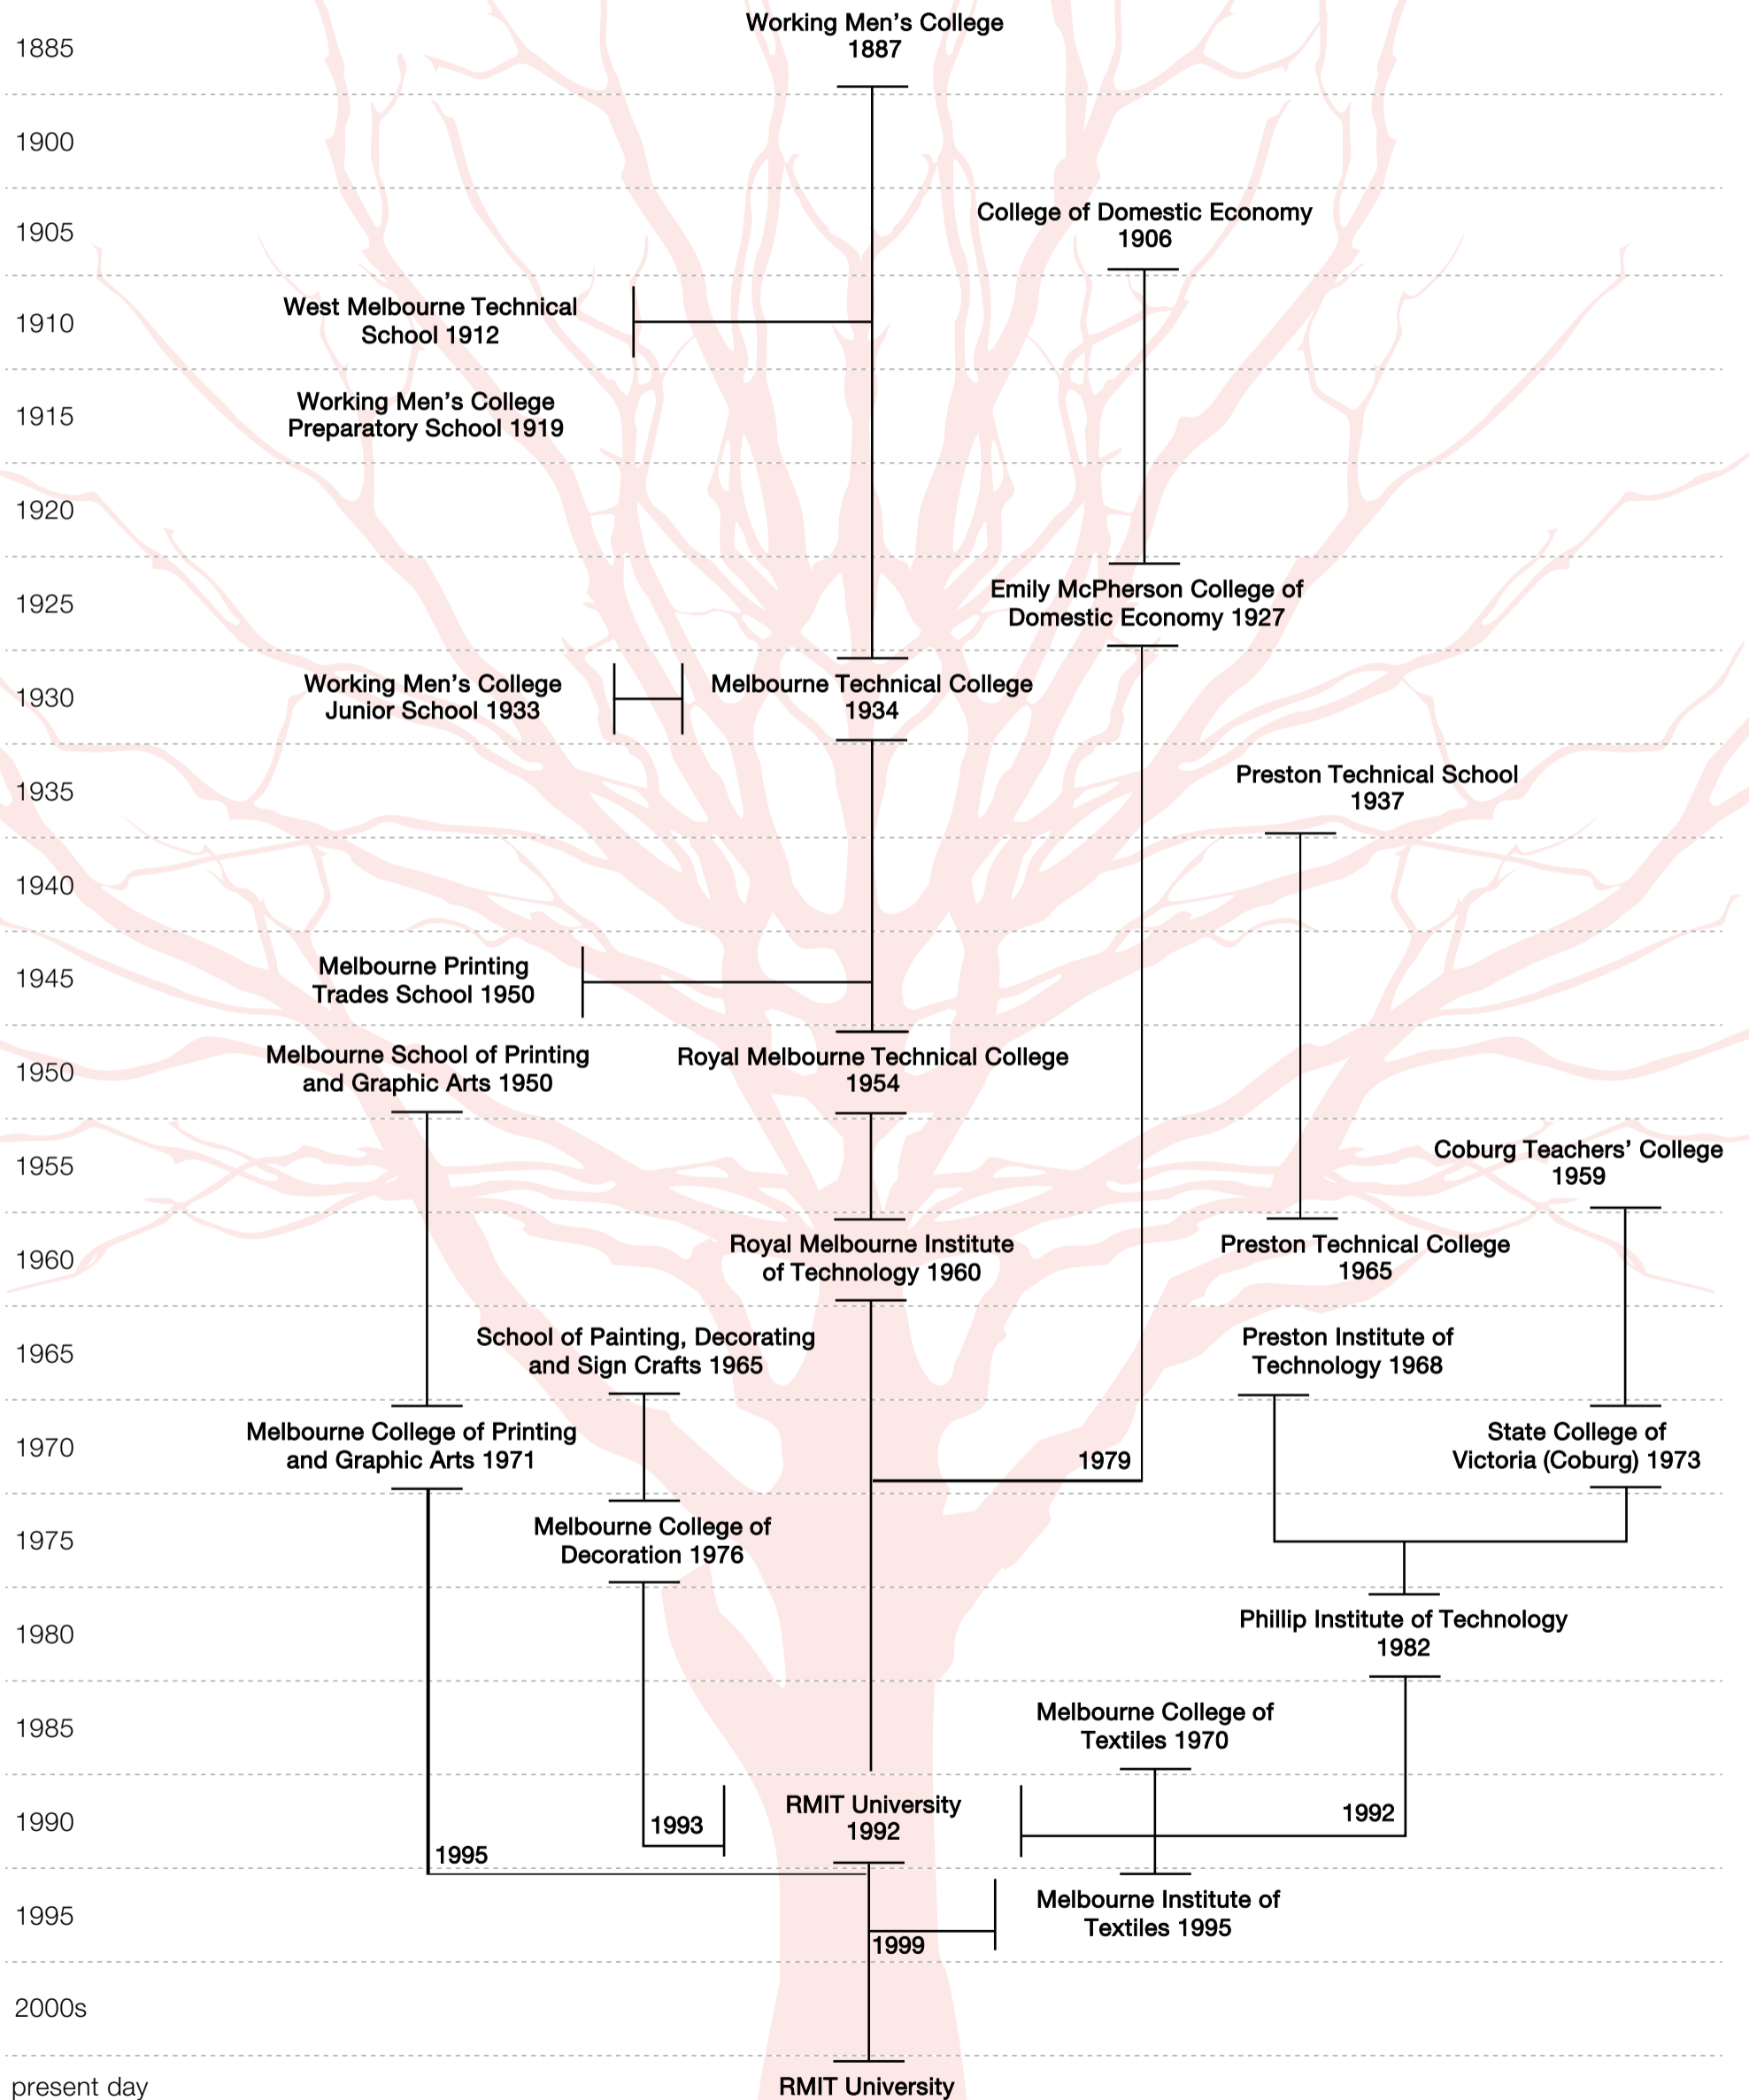 Working Men’s College
1887
1885
1900
College of Domestic Economy
1906
1905
West Melbourne Technical
School 1912
1910
Working Men’s College
Preparatory School 1919
1915
1920
Emily McPherson College of
Domestic Economy 1927
1925
Working Men’s College
Junior School 1933
Melbourne Technical College
1934
1930
Preston Technical School
1937
1935
1940
Melbourne Printing
Trades School 1950
1945
Melbourne School of Printing
and Graphic Arts 1950
Royal Melbourne Technical College
1954
1950
Coburg Teachers’ College
1959
1955
Royal Melbourne Institute
of Technology 1960
Preston Technical College
1965
1960
School of Painting, Decorating
and Sign Crafts 1965
Preston Institute of
Technology 1968
1965
Melbourne College of Printing
and Graphic Arts 1971
1979
State College of
Victoria (Coburg) 1973
1970
Melbourne College of
Decoration 1976
1975
Phillip Institute of Technology
1982
1980
Melbourne College of
Textiles 1970
1985
RMIT University
1992
1993
1992
1990
1995
Melbourne Institute of
Textiles 1995
1995
1999
2000s
present day
RMIT University